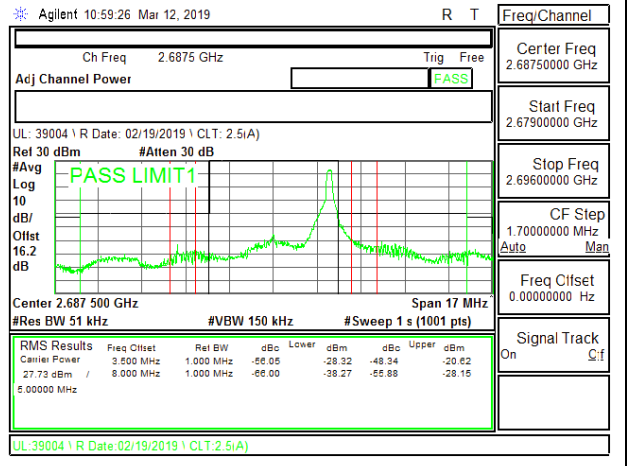 Agilent 10:59:26 Mar 12, 2019 R T Freq/Channel
Ch Freq 2.6875 GHz Trig Free
Adj Channel Power PASS
Center Freq
2.68750000 GHz
Start Freq
2.67900000 GHz
Stop Freq
2.69600000 GHz
CF Step
1.70000000 MHz
Auto Man
Freq Offset
0.00000000 Hz
Signal Track
On Off
UL: 39004 \ R Date: 02/19/2019 \ CLT: 2.5(A)
Ref 30 dBm #Atten 30 dB
#Avg
Log
10
dB/
Offst
16.2
dB
PASS LIMIT1
Center 2.687 500 GHz Span 17 MHz
#Res BW 51 kHz #VBW 150 kHz #Sweep 1 s (1001 pts)
RMS Results Freq Offset Ref BW dBc Lower dBm dBc Upper dBm
Carrier Power 3.500 MHz 1.000 MHz -56.05 -28.32 -48.34 -20.62
27.73 dBm / 8.000 MHz 1.000 MHz -66.00 -38.27 -55.88 -28.15
5.00000 MHz
UL:39004 \ R Date:02/19/2019 \ CLT:2.5(A)